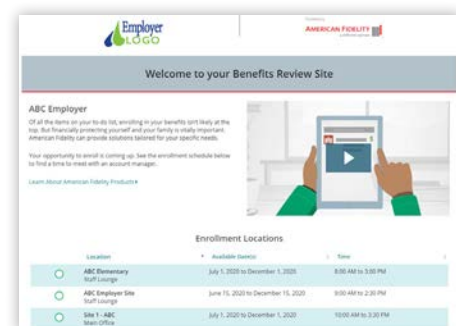 Employer
LOGO
AMERICAN FIDELITY
Welcome to your Benefits Review Site
ABC Employer
Of all the items on your to-do list, enrolling in your benefits isn't likely at the
top. But financially protecting yourself and your family is vitally important.
American Fidelity can provide solutions tailored for your specific needs.
Your opportunity to enroll is coming up. See the enrollment schedule below
to find a time to meet with an account manager.
Learn About American Fidelity Products
Enrollment Locations
Location Available Date(s) Time
ABC Elementary July 1, 2020 to December 1, 2020 8:00 AM to 3:00 PM
Staff Lounge
ABC Employer Site June 15, 2020 to December 15, 2020 9:00 AM to 2:30 PM
Staff Lounge
Site 1 - ABC July 1, 2020 to December 1, 2020 10:00 AM to 3:30 PM
Main Office